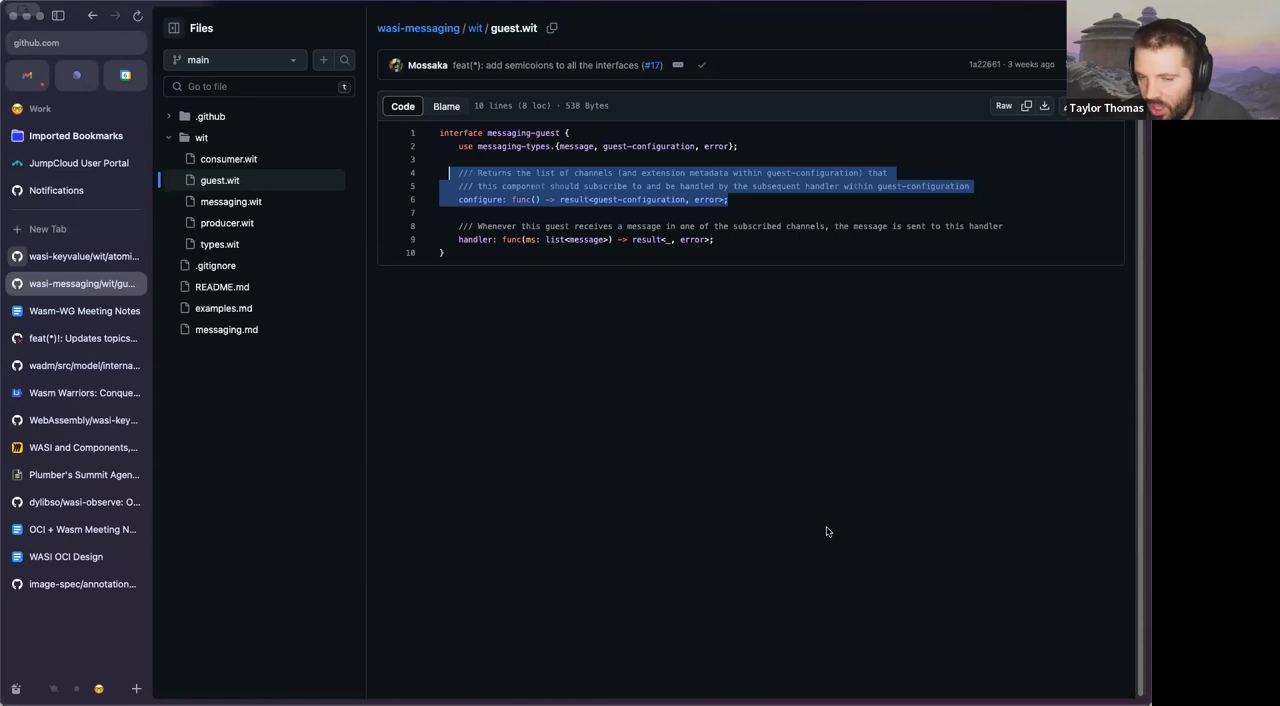 github.com
Work
Imported Bookmarks
JumpCloud User Portal
Notifications
New Tab
wasi-keyvalue/wit/atomi...
wasi-messaging/wit/gu...
Wasm-WG Meeting Notes
feat(*)!: Updates topics...
wadm/src/model/interna...
Wasm Warriors: Conque...
WebAssembly/wasi-key...
WASI and Components,...
Plumber's Summit Agen...
dylibso/wasi-observe: O...
OCI + Wasm Meeting N...
WASI OCI Design
image-spec/annotation...
Files
main
Go to file
t
.github
wit
consumer.wit
guest.wit
messaging.wit
producer.wit
types.wit
.gitignore
README.md
examples.md
messaging.md
wasi-messaging / wit / guest.wit
Mossaka feat(*): add semicoions to all the interfaces (#17)
1a22661 · 3 weeks ago
Code Blame 10 lines (8 loc) · 538 Bytes
Raw
1 interface messaging-guest {
2 use messaging-types.{message, guest-configuration, error};
3
4 /// Returns the list of channels (and extension metadata within guest-configuration) that
5 /// this component should subscribe to and be handled by the subsequent handler within guest-configuration
6 configure: func() -> result<guest-configuration, error>;
7
8 /// Whenever this guest receives a message in one of the subscribed channels, the message is sent to this handler
9 handler: func(ms: list<message>) -> result<_, error>;
10 }
Taylor Thomas